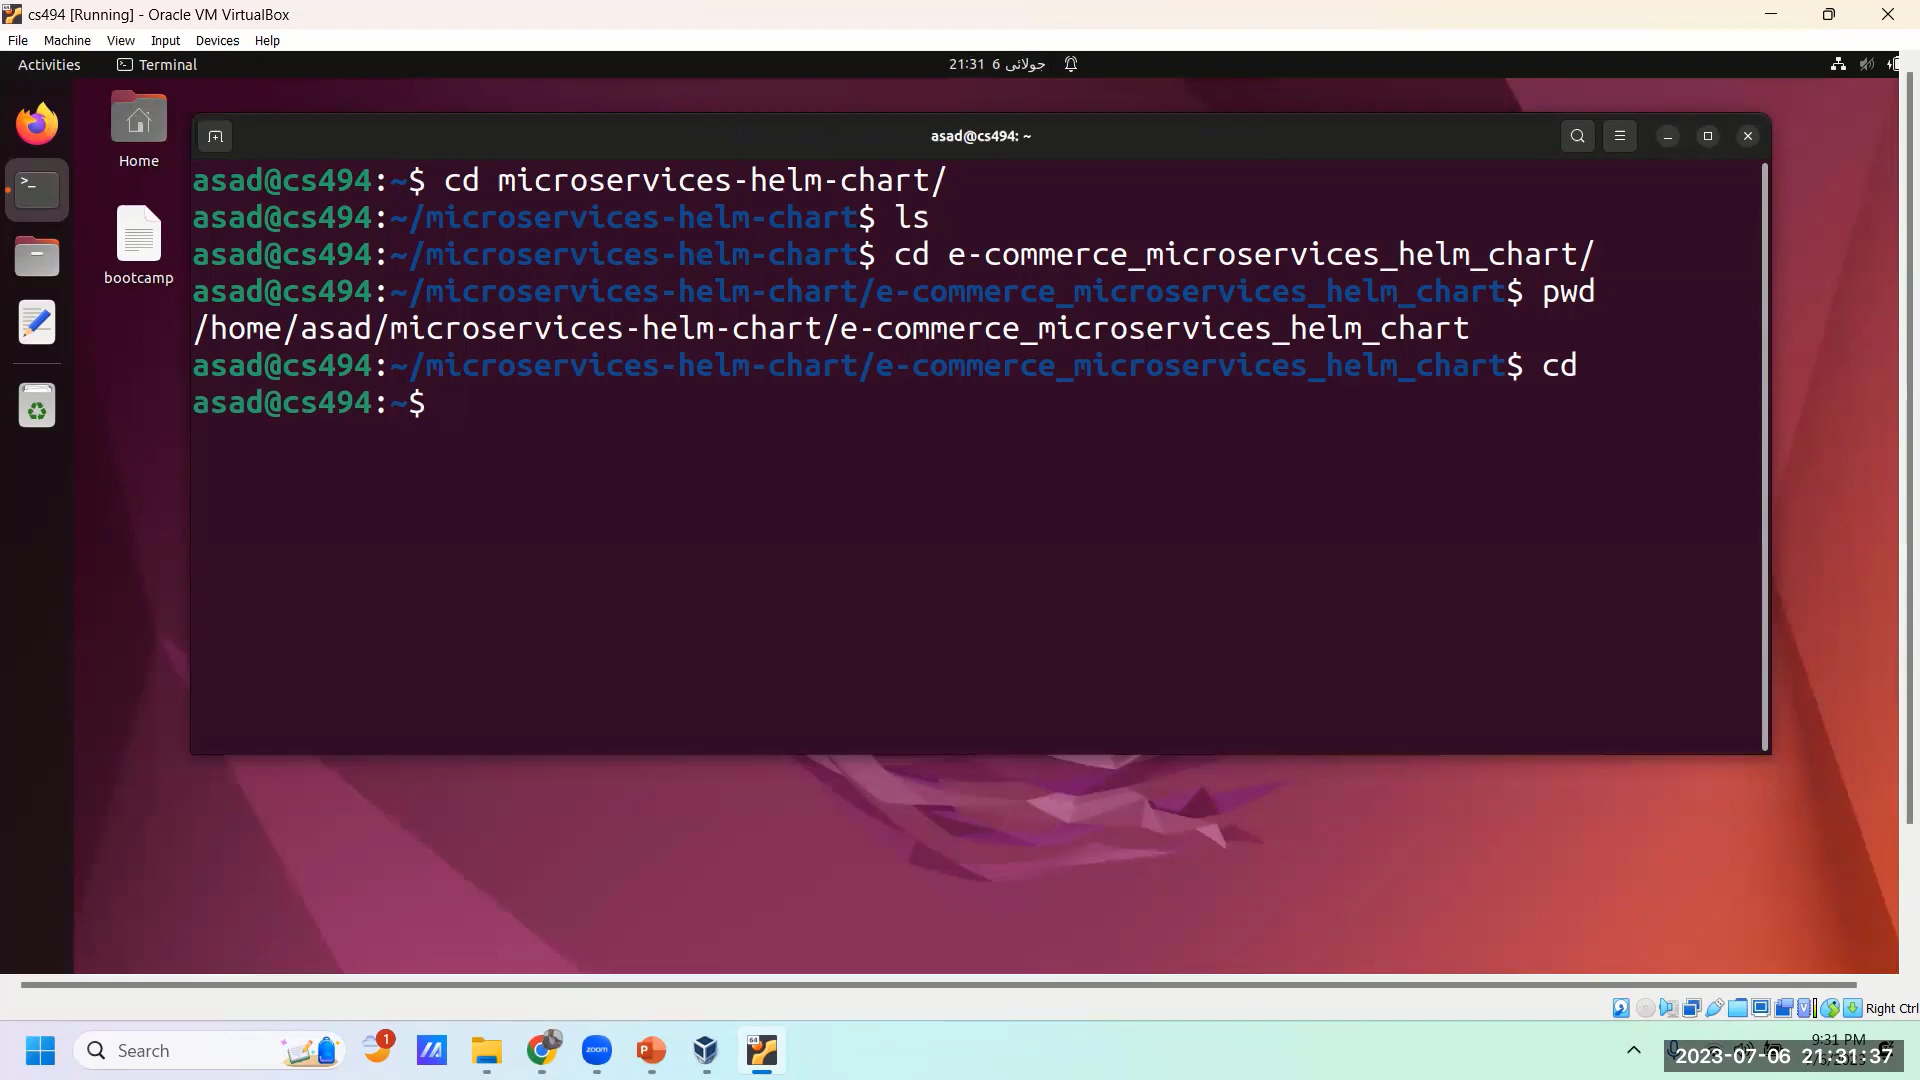 cs494 [Running] - Oracle VM VirtualBox
File Machine View Input Devices Help
Activities Terminal 21:31 6 جولائی
Home
bootcamp
asad@cs494: ~
asad@cs494:~$ cd microservices-helm-chart/
asad@cs494:~/microservices-helm-chart$ ls
asad@cs494:~/microservices-helm-chart$ cd e-commerce_microservices_helm_chart/
asad@cs494:~/microservices-helm-chart/e-commerce_microservices_helm_chart$ pwd
/home/asad/microservices-helm-chart/e-commerce_microservices_helm_chart
asad@cs494:~/microservices-helm-chart/e-commerce_microservices_helm_chart$ cd
asad@cs494:~$
Right Ctrl
Search
1
zoom
64
9:31 PM
2023-07-06 21:31:37